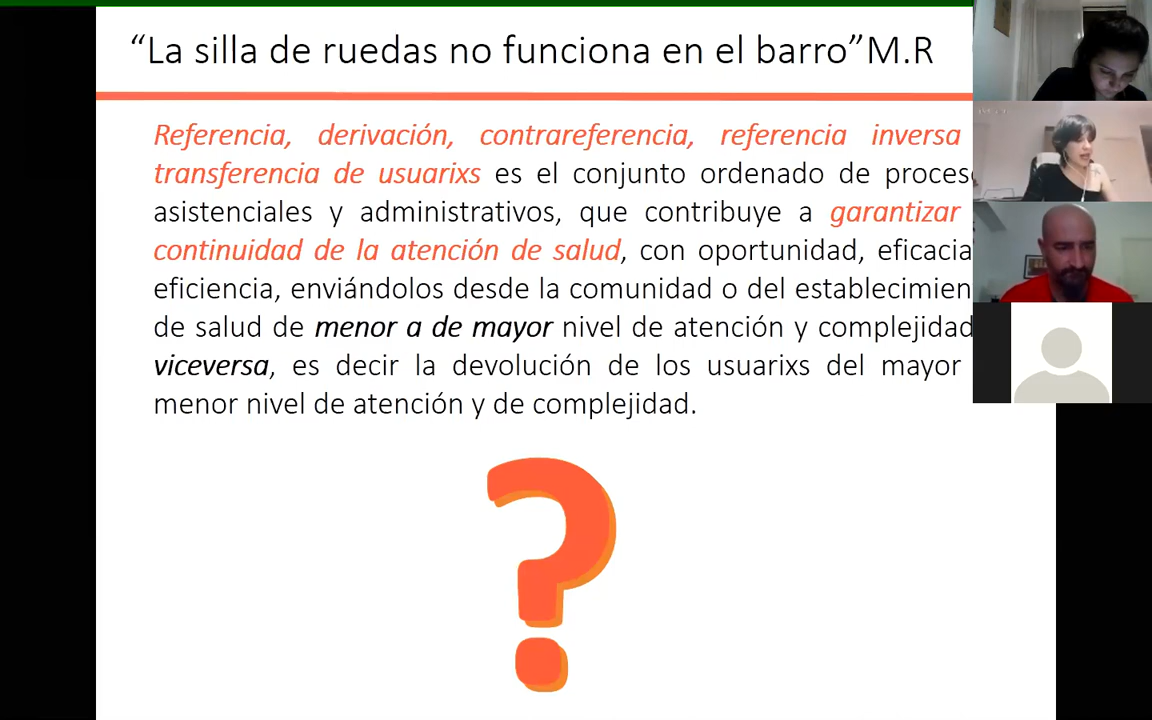 “La silla de ruedas no funciona en el barro”M.R
Referencia, derivación, contrareferencia, referencia inversa
transferencia de usuarixs es el conjunto ordenado de
asistenciales y administrativos, que contribuye a garantizar
continuidad de la atención de salud, con oportunidad, eficacia
eficiencia, enviándolos desde la comunidad o del
de salud de menor a de mayor nivel de atención y complejidad
viceversa, es decir la devolución de los usuarixs del mayor
menor nivel de atención y de complejidad.
?